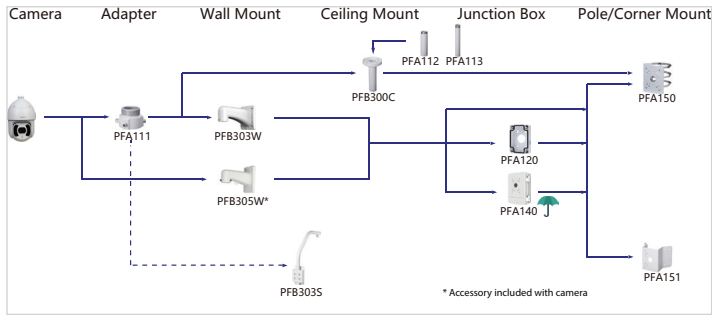 Camera Adapter Wall Mount Ceiling Mount Junction Box Pole/Corner Mount
PFA112 PFA113
PFB300C
PFA150
PFA111
PFB303W
PFA120
PFB305W*
PFA140
PFA151
PFB303S
* Accessory included with camera